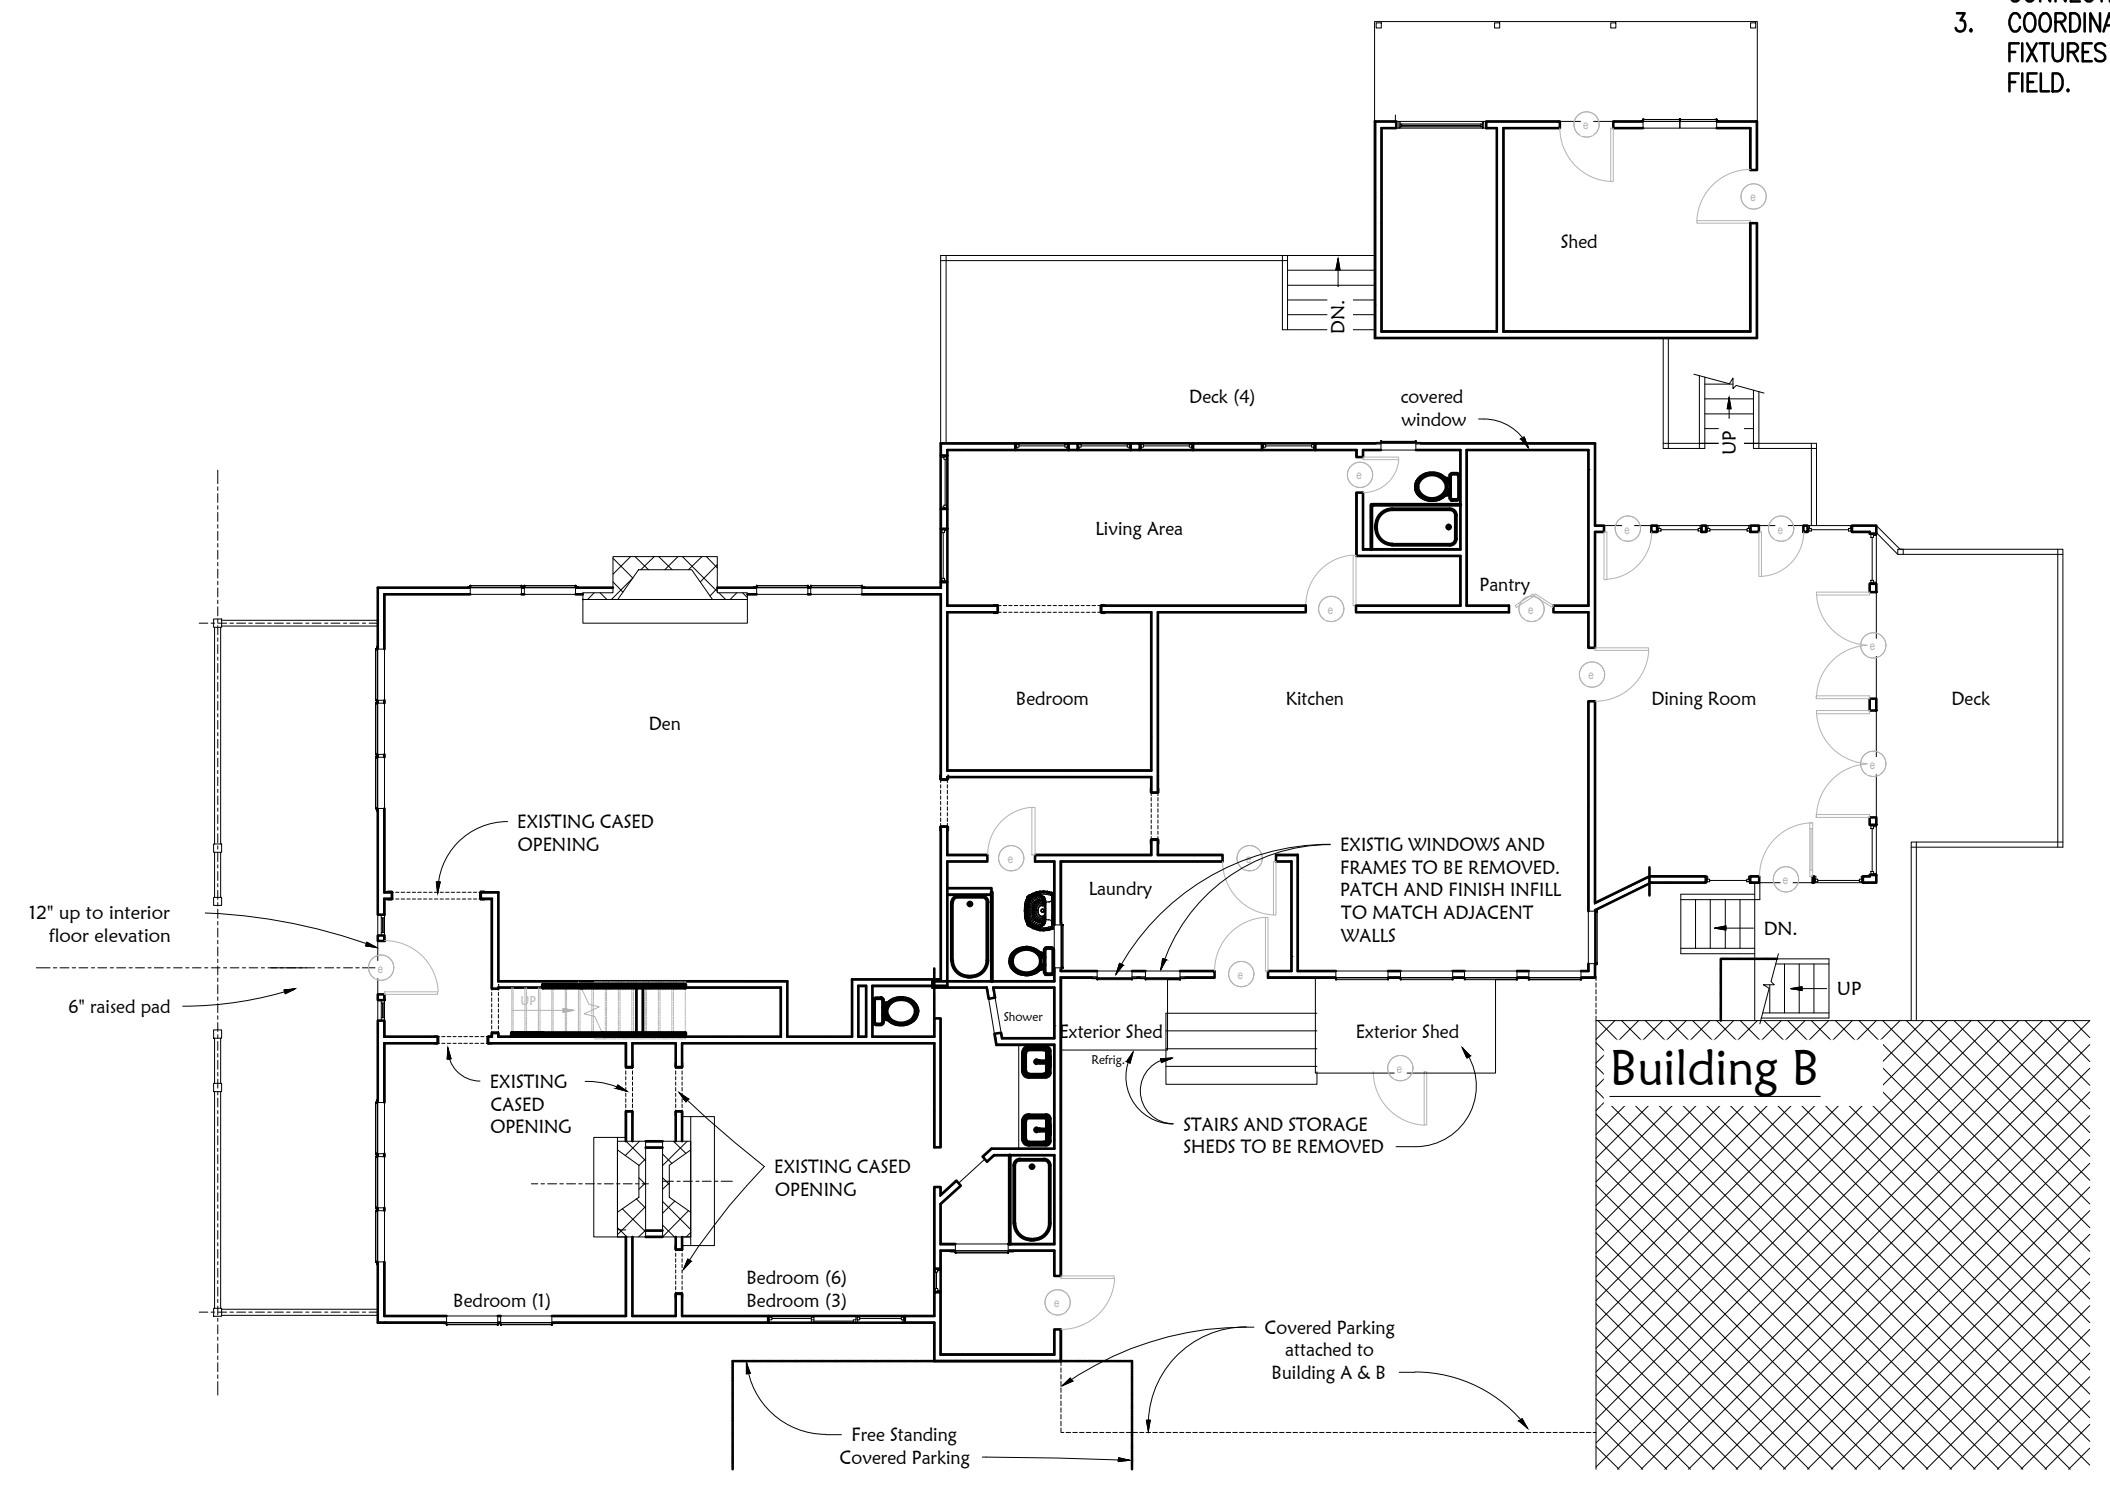 CONNECT
3. COORDINA
FIXTURES
FIELD.
e
e
Shed
DN.
Deck (4)
covered
window
UP
e
Living Area
e
e
Pantry
e
e
e
Bedroom
Kitchen
e
Dining Room
Deck
Den
e
EXISTING CASED
OPENING
e
e
EXISTIG WINDOWS AND
FRAMES TO BE REMOVED.
PATCH AND FINISH INFILL
TO MATCH ADJACENT
WALLS
Laundry
e
12" up to interior
floor elevation
e
6" raised pad
UP
e
DN.
UP
Shower
Exterior Shed
Refrig.
Exterior Shed
e
Building B
EXISTING
CASED
OPENING
STAIRS AND STORAGE
SHEDS TO BE REMOVED
EXISTING CASED
OPENING
Bedroom (1)
Bedroom (6)
Bedroom (3)
e
Covered Parking
attached to
Building A & B
Free Standing
Covered Parking